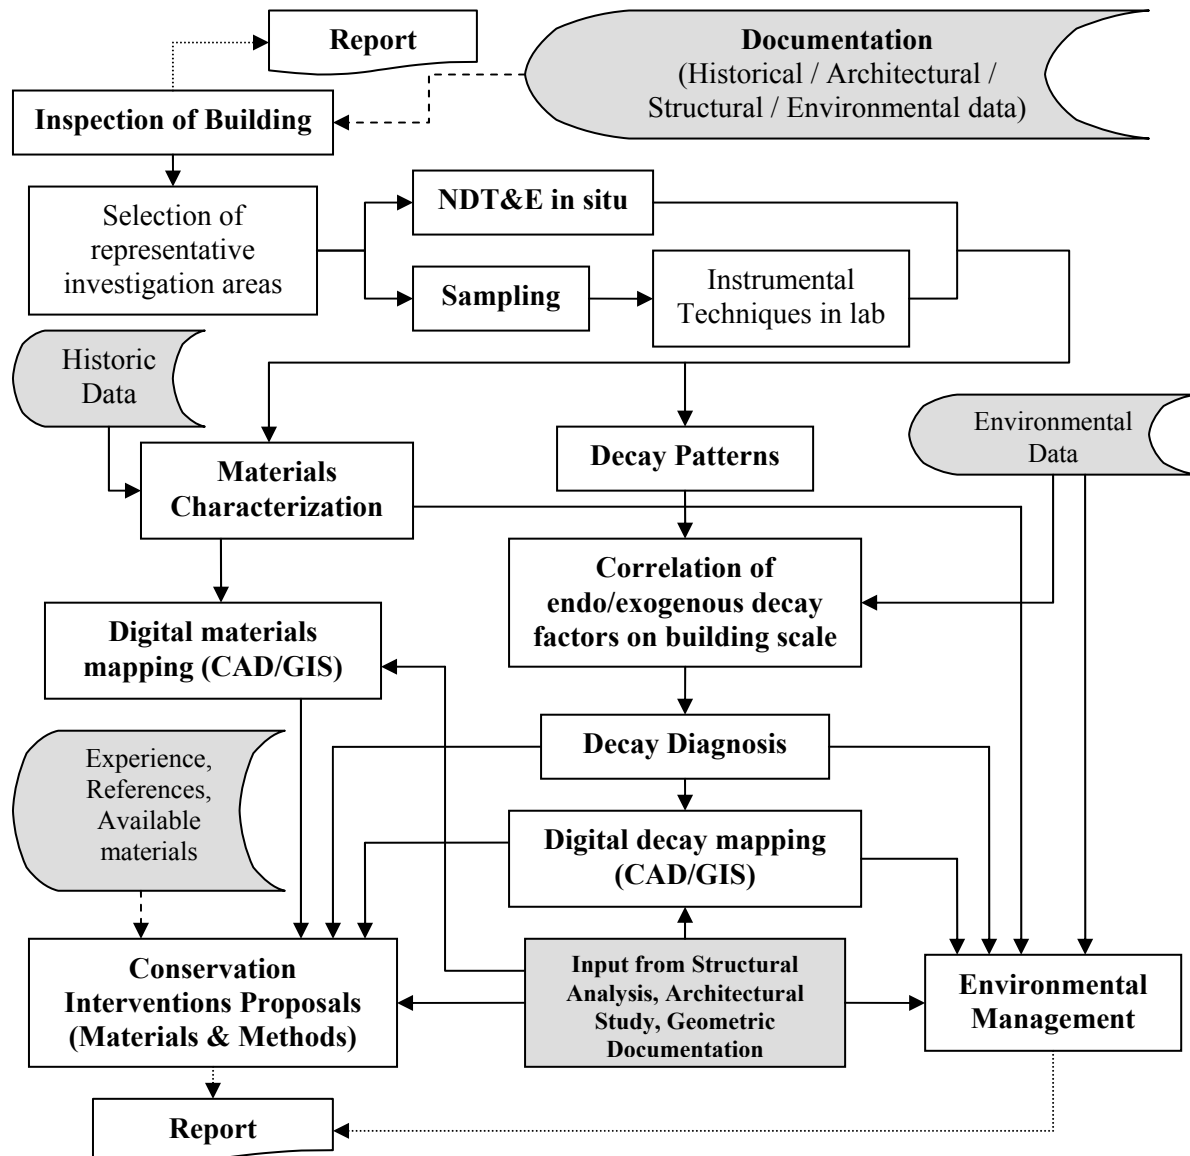 Report
Documentation
(Historical / Architectural /
Structural / Environmental data)
Inspection of Building
Selection of
representative
investigation areas
NDT&E in situ
Sampling
Instrumental
Techniques in lab
Historic
Data
Environmental
Data
Materials
Characterization
Decay Patterns
Correlation of
endo/exogenous decay
factors on building scale
Digital materials
mapping (CAD/GIS)
Decay Diagnosis
Experience,
References,
Available
materials
Digital decay mapping
(CAD/GIS)
Conservation
Interventions Proposals
(Materials & Methods)
Input from Structural
Analysis, Architectural
Study, Geometric
Documentation
Environmental
Management
Report